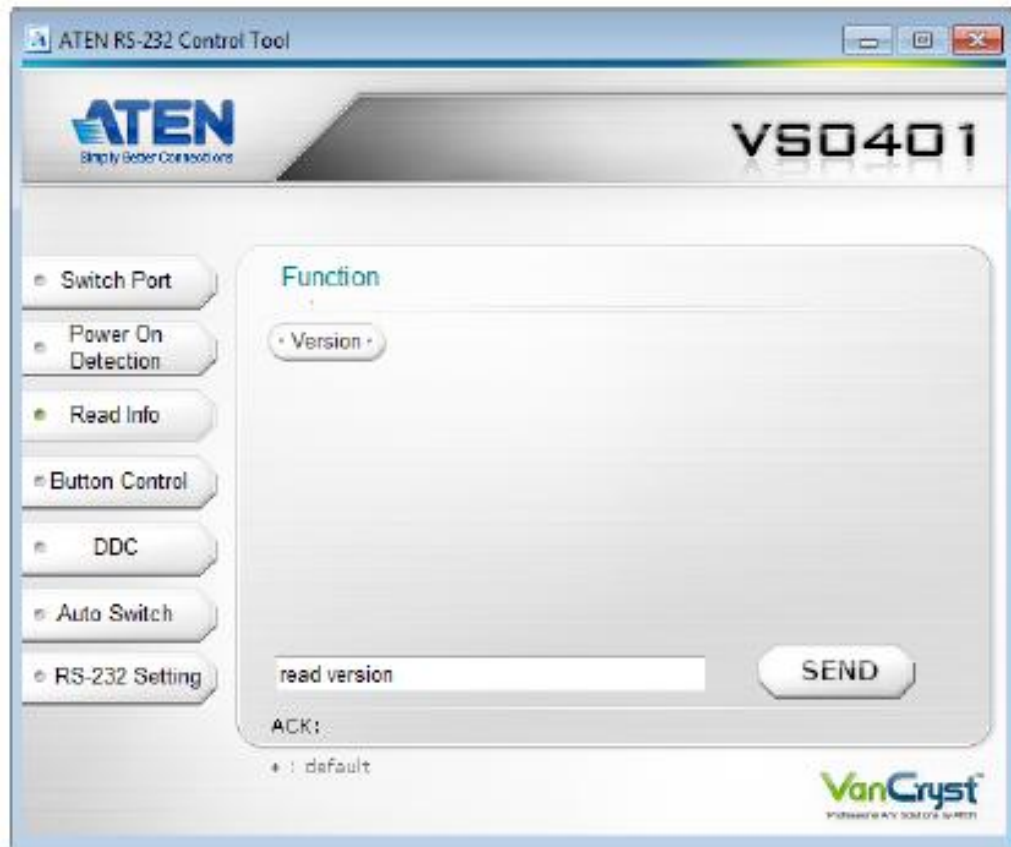 ATEN RS-232 Control Tool
ATEN
Simply Better Connections
VS0401
Switch Port
Power On
Detection
Read Info
Button Control
DDC
Auto Switch
RS-232 Setting
Function
Version
read version
SEND
ACK:
: default
VanCryst